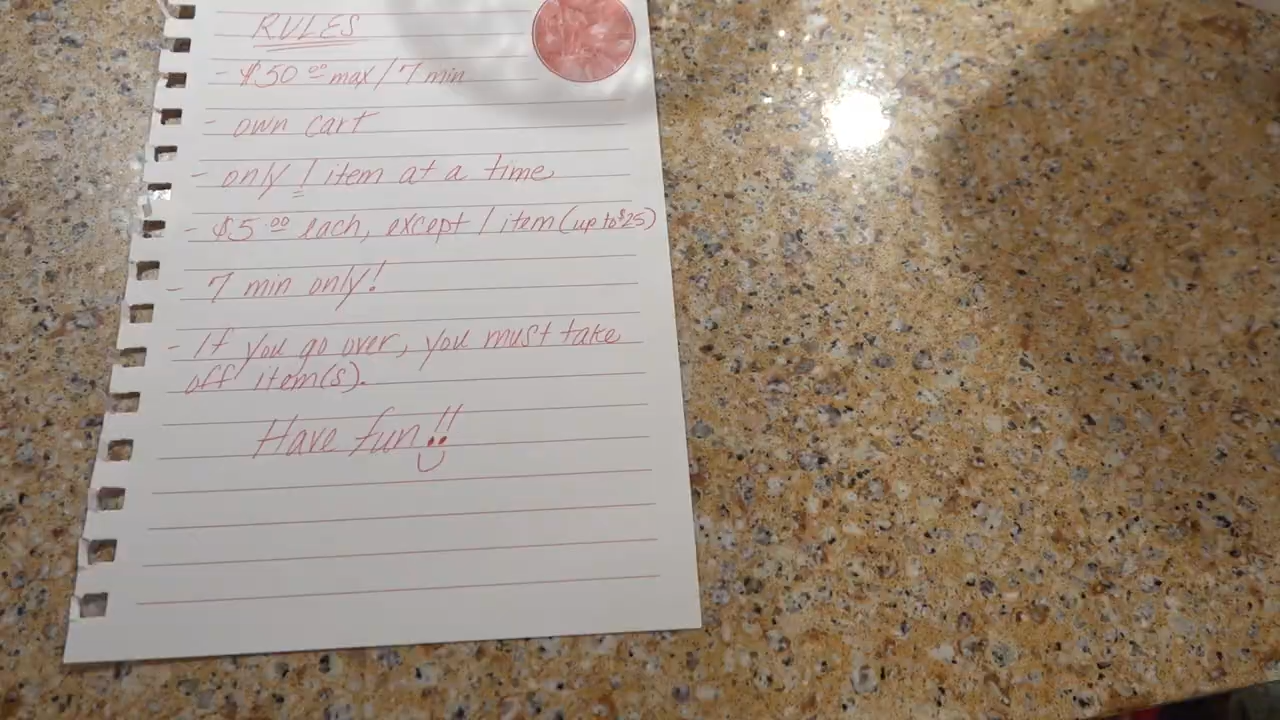 RULES
- $50.00 max/7 min
- own cart
- only 1 item at a time
- $5.00 each, except 1 item (up to $25)
- 7 min only!
- If you go over, you must take
off item(s).
Have fun!!